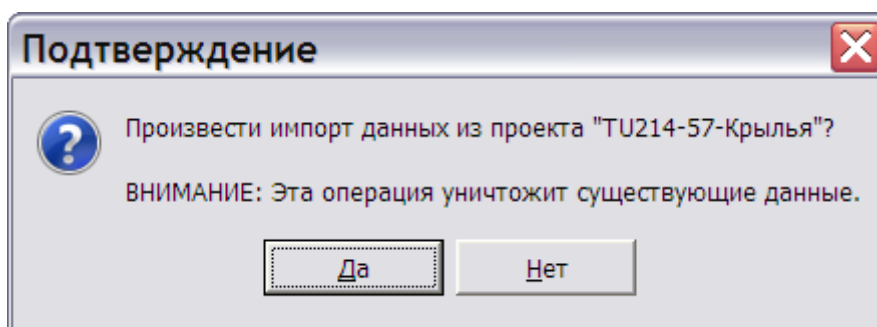 Подтверждение
Произвести импорт данных из проекта "TU214-57-Крылья"?
ВНИМАНИЕ: Эта операция уничтожит существующие данные.
Да Нет